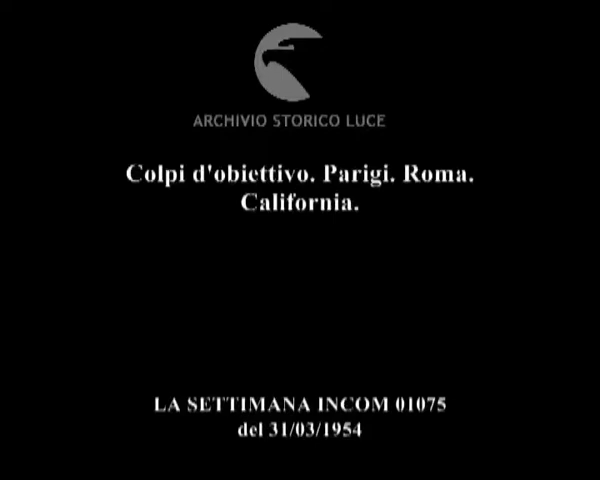 ARCHIVIO STORICO LUCE
Colpi d'obiettivo. Parigi. Roma.
California.
LA SETTIMANA INCOM 01075
del 31/03/1954